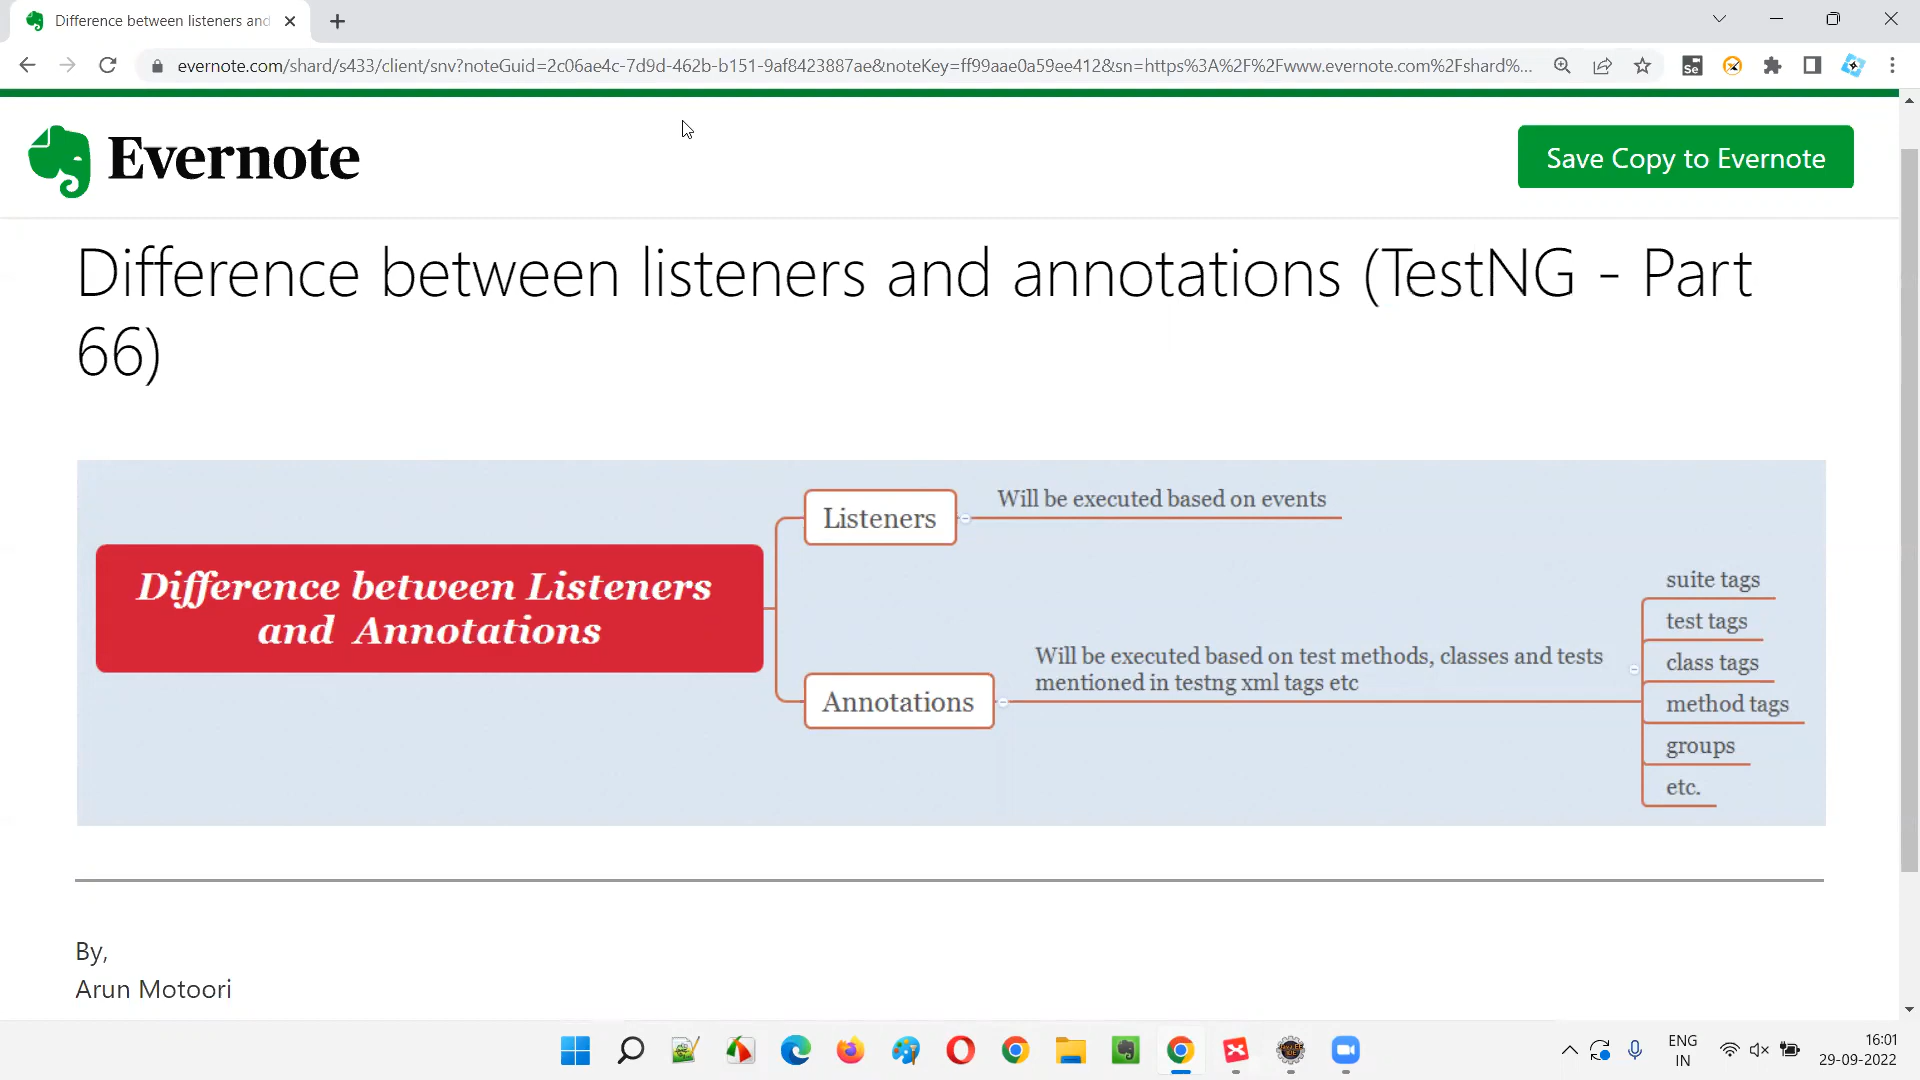 Difference between listeners and
evernote.com/shard/s433/client/snv?noteGuid=2c06ae4c-7d9d-462b-b151-9af8423887ae&noteKey=ff99aae0a59ee412&sn=https%3A%2F%2Fwww.evernote.com%2Fshard%...
Se
Evernote
Save Copy to Evernote
Difference between listeners and annotations (TestNG - Part
66)
Listeners
Will be executed based on events
Difference between Listeners
and Annotations
Annotations
Will be executed based on test methods, classes and tests
mentioned in testng xml tags etc
suite tags
test tags
class tags
method tags
groups
etc.
By,
Arun Motoori
ENG
IN
16:01
29-09-2022